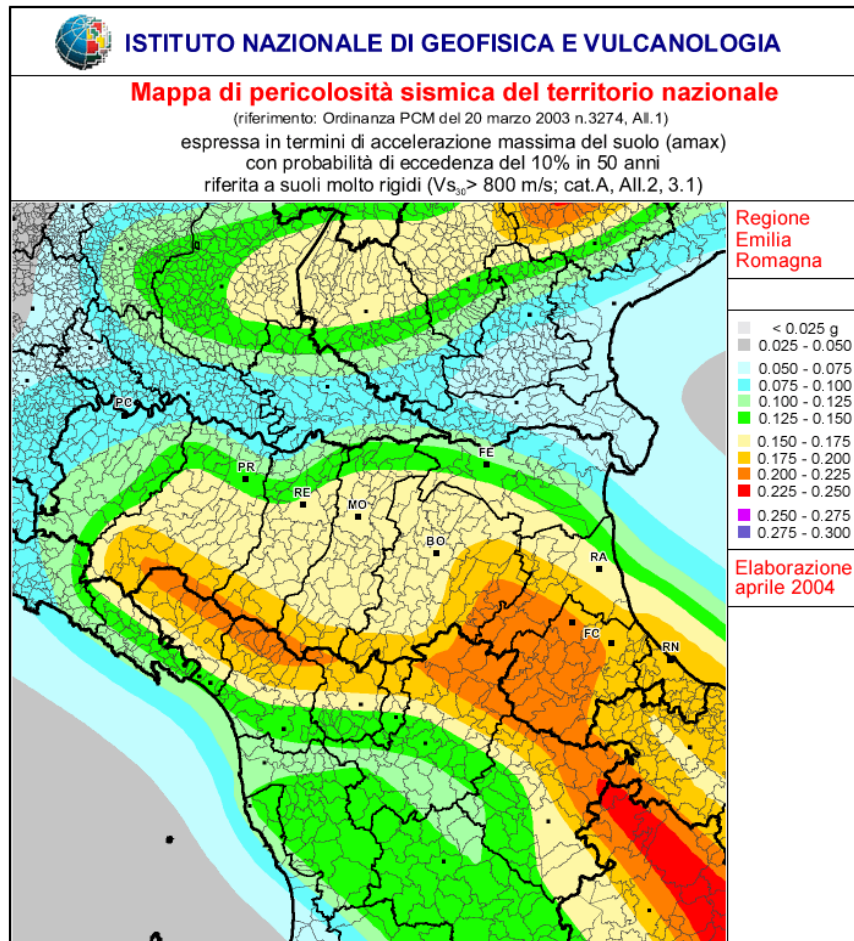 ISTITUTO NAZIONALE DI GEOFISICA E VULCANOLOGIA
Mappa di pericolosità sismica del territorio nazionale
(riferimento: Ordinanza PCM del 20 marzo 2003 n.3274, All.1)
espressa in termini di accelerazione massima del suolo (amax)
con probabilità di eccedenza del 10% in 50 anni
riferita a suoli molto rigidi (Vs₃₀> 800 m/s; cat.A, All.2, 3.1)
Regione
Emilia
Romagna
< 0.025 g
0.025 - 0.050
0.050 - 0.075
0.075 - 0.100
0.100 - 0.125
0.125 - 0.150
0.150 - 0.175
0.175 - 0.200
0.200 - 0.225
0.225 - 0.250
0.250 - 0.275
0.275 - 0.300
Elaborazione
aprile 2004
PC
PR
FE
RE
MO
BO
RA
FC
RN